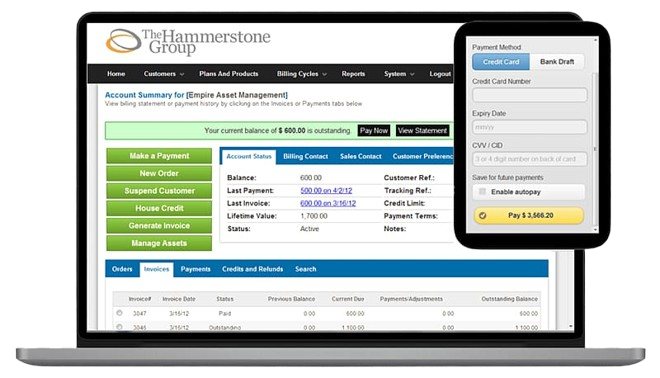 The Hammerstone
Group
Home Customers Plans And Products Billing Cycles Reports System Logout
Account Summary for [Empire Asset Management]
View billing statement or payment history by clicking on the Invoices or Payments tabs below
Your current balance of $ 600.00 is outstanding. Pay Now View Statement
Make a Payment
New Order
Suspend Customer
House Credit
Generate Invoice
Manage Assets
Account Status Billing Contact Sales Contact Customer Preferenc
Balance: 600.00 Customer Ref.:
Last Payment: 500.00 on 4/2/12 Tracking Ref.:
Last Invoice: 600.00 on 3/16/12 Credit Limit:
Lifetime Value: 1,700.00 Payment Terms:
Status: Active Notes:
Orders Invoices Payments Credits and Refunds Search
Invoice# Invoice Date Status Previous Balance Current Due Payments/Adjustments Outstanding Balance
3047 3/16/12 Paid 0.00 600.00 0.00 600.00
3046 3/16/12 Outstanding 0.00 1,100.00 0.00 1,100.00
Payment Method
Credit Card Bank Draft
Credit Card Number
Expiry Date
mm/yy
CVV / CID
3 or 4 digit number on back of card
Save for future payments
Enable autopay
Pay $ 3,566.20